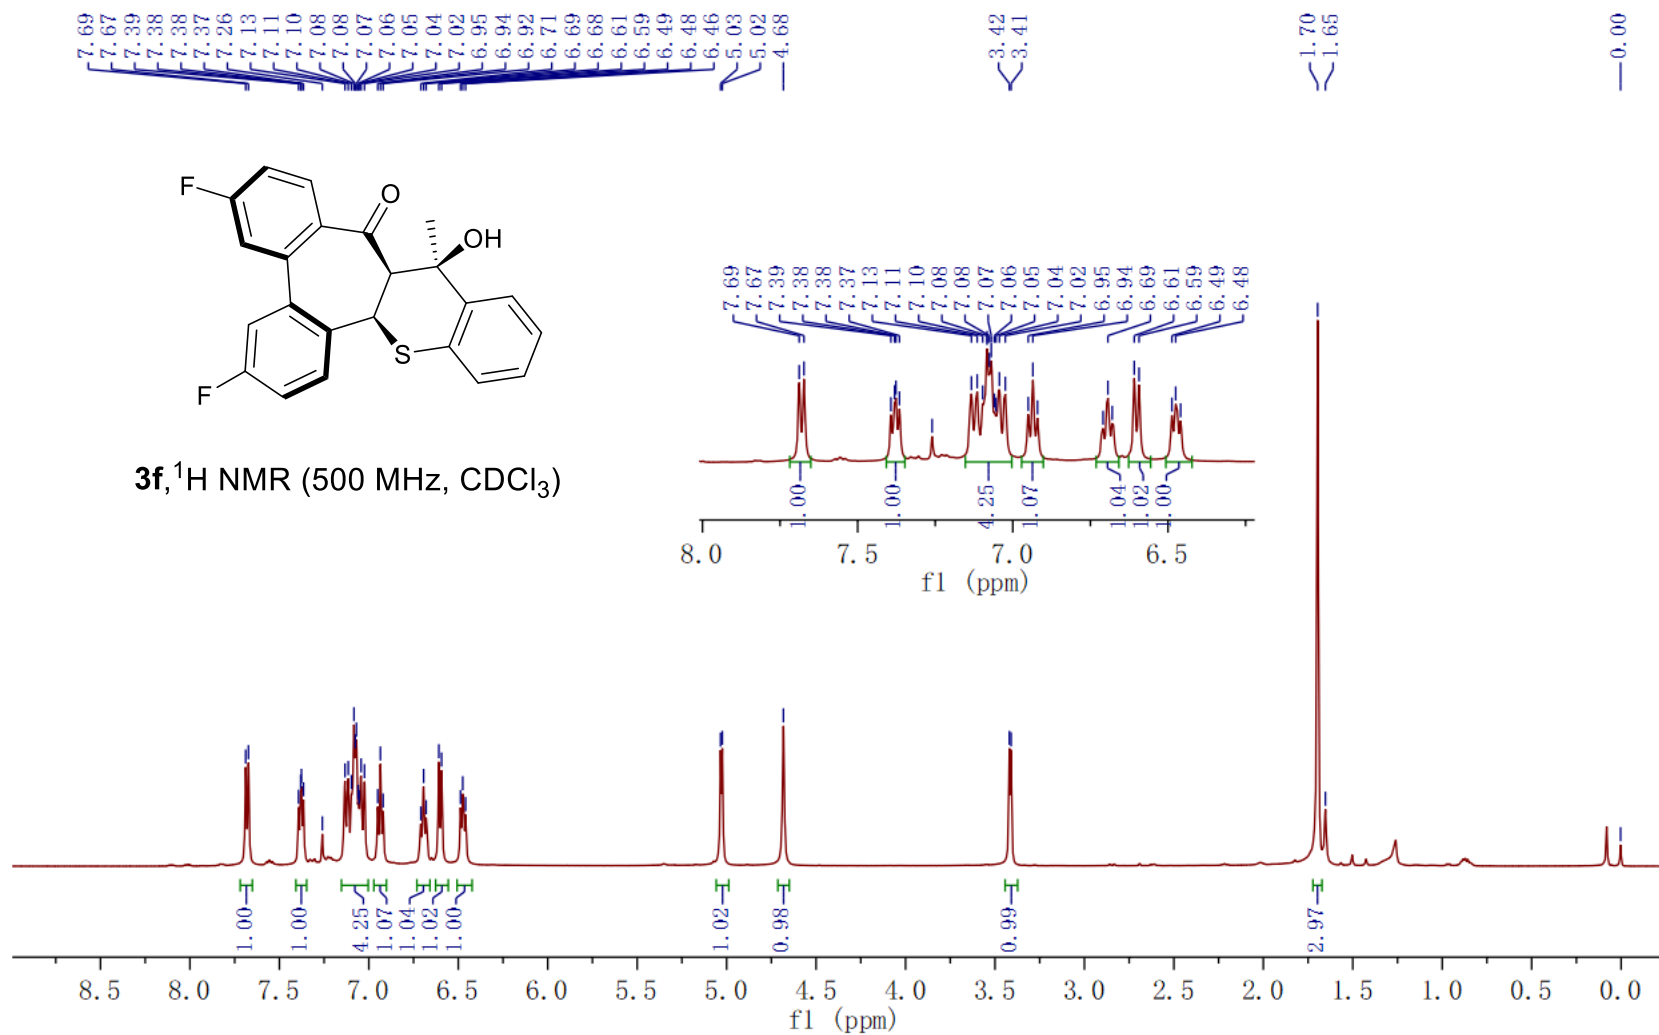 7.69 7.67 7.39 7.38 7.38 7.37 7.26 7.13 7.11 7.10 7.08 7.08 7.07 7.06 7.05 7.04 7.02 6.95 6.94 6.92 6.71 6.69 6.68 6.61 6.59 6.49 6.48 6.46 5.03 5.02 4.68 3.42 3.41 1.70 1.65 0.00
F
O
OH
S
F
3f, ¹H NMR (500 MHz, CDCl₃)
7.69 7.67 7.39 7.38 7.38 7.37 7.13 7.11 7.10 7.08 7.08 7.07 7.06 7.05 7.04 7.02 6.95 6.94 6.69 6.61 6.59 6.49 6.48
1.00 1.00 4.25 1.07 1.04 1.02 1.00
8.0 7.5 7.0 6.5
f1 (ppm)
1.00 1.00 4.25 1.07 1.04 1.02 1.00 1.02 0.98 0.99 2.97
8.5 8.0 7.5 7.0 6.5 6.0 5.5 5.0 4.5 4.0 3.5 3.0 2.5 2.0 1.5 1.0 0.5 0.0
f1 (ppm)